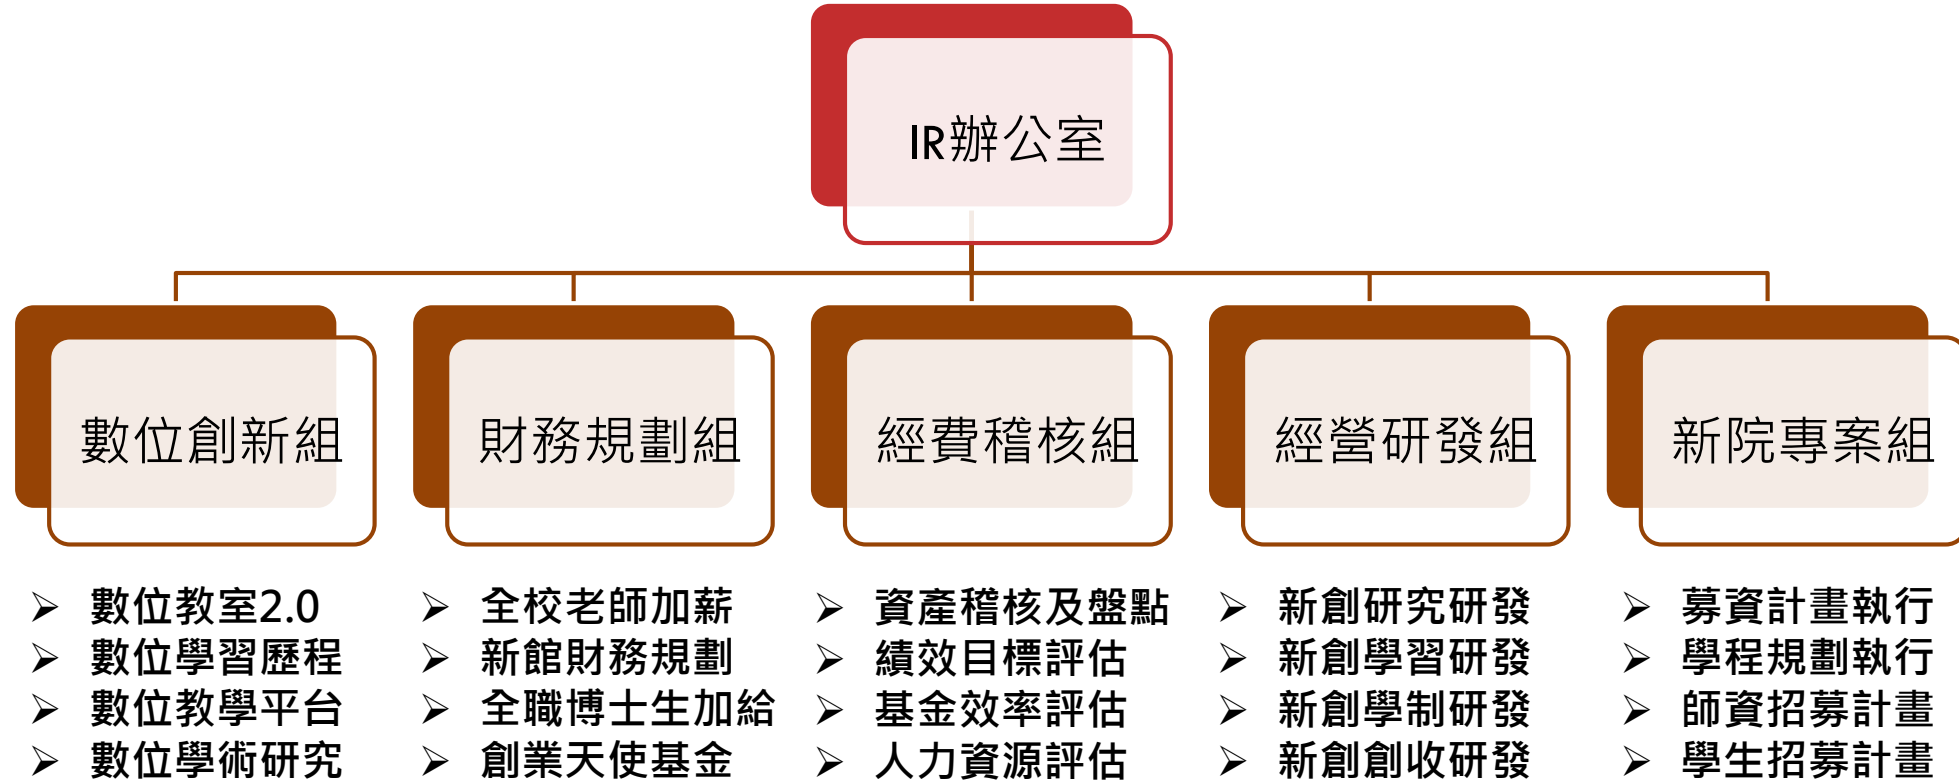 IR辦公室
數位創新組
財務規劃組
經費稽核組
經營研發組
新院專案組
➢ 數位教室2.0
➢ 數位學習歷程
➢ 數位教學平台
➢ 數位學術研究
➢ 全校老師加薪
➢ 新館財務規劃
➢ 全職博士生加給
➢ 創業天使基金
➢ 資產稽核及盤點
➢ 績效目標評估
➢ 基金效率評估
➢ 人力資源評估
➢ 新創研究研發
➢ 新創學習研發
➢ 新創學制研發
➢ 新創創收研發
➢ 募資計畫執行
➢ 學程規劃執行
➢ 師資招募計畫
➢ 學生招募計畫